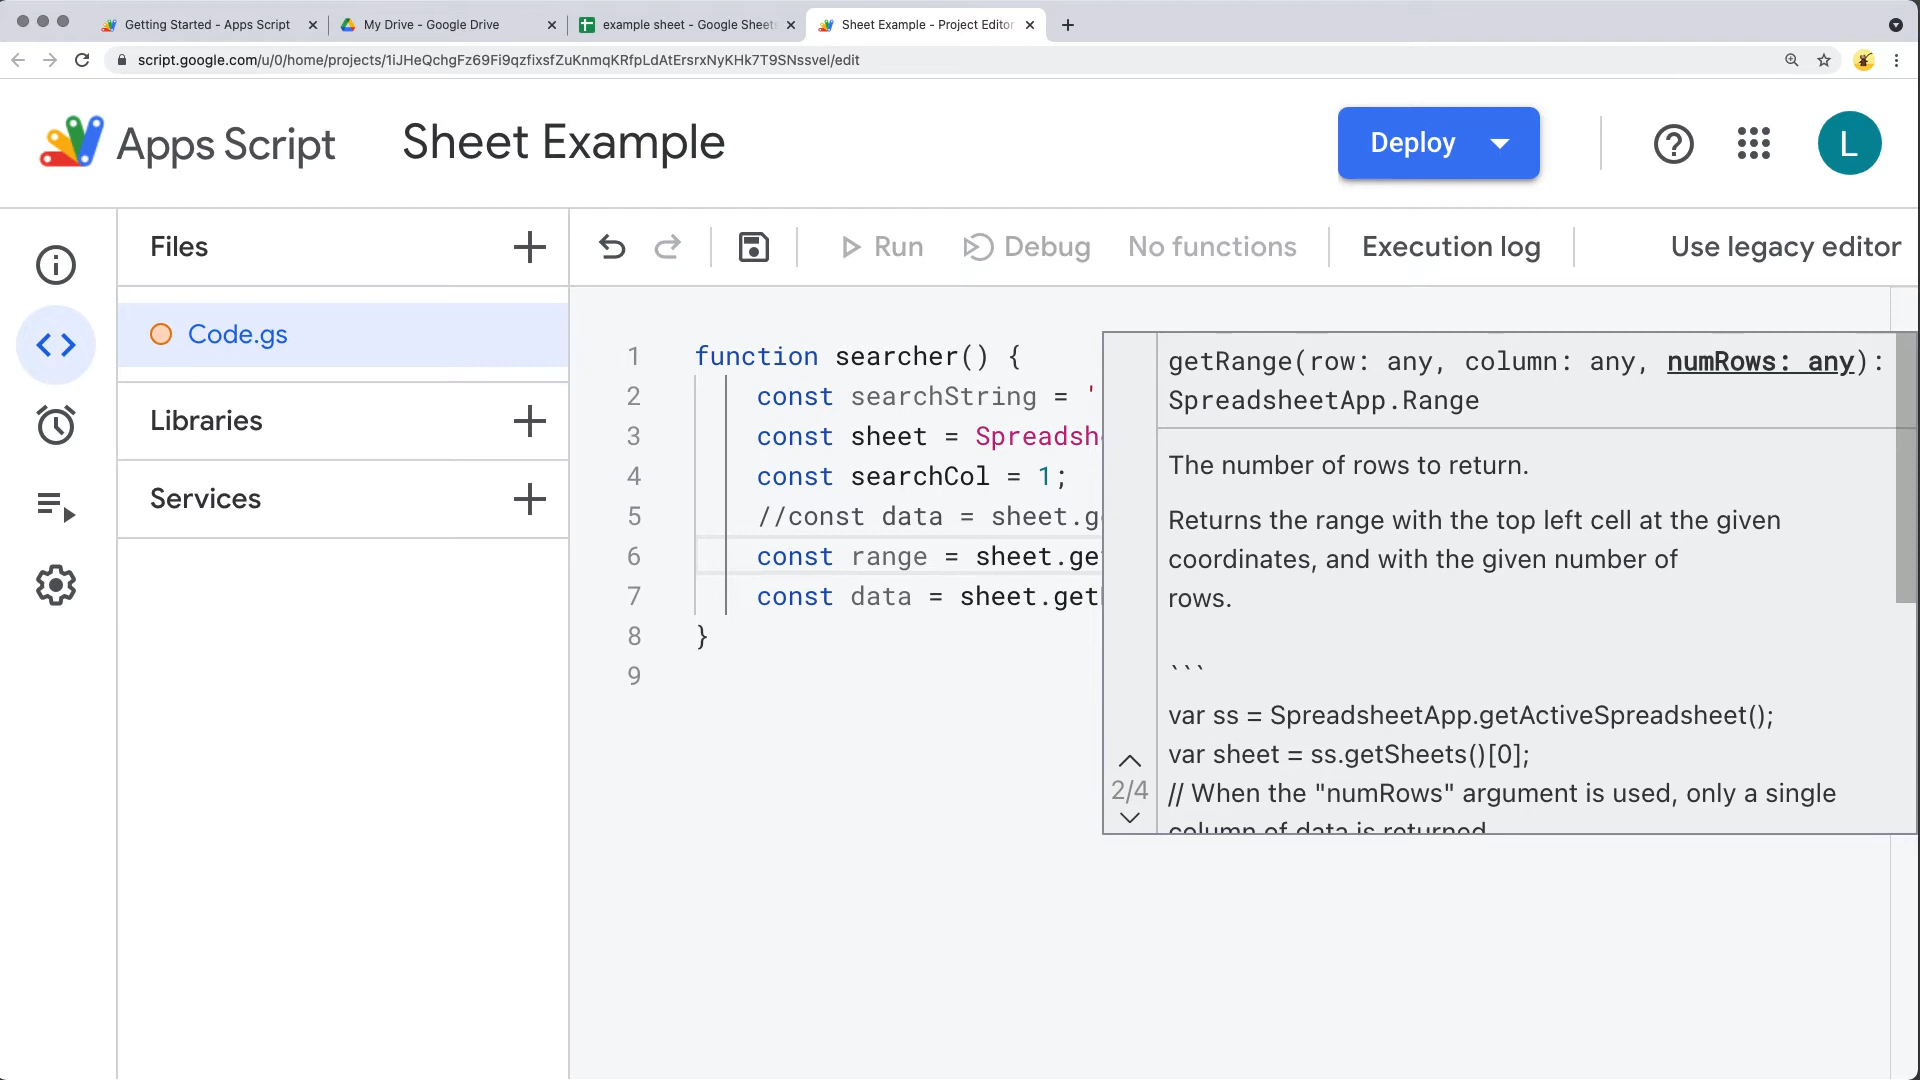 Getting Started - Apps Script
My Drive - Google Drive
example sheet - Google Sheets
Sheet Example - Project Editor
script.google.com/u/0/home/projects/1iJHeQchgFz69Fi9qzfixsfZuKnmqKRfpLdAtErsrxNyKHk7T9SNssvel/edit
Apps Script
Sheet Example
Deploy
L
Files
Run
Debug
No functions
Execution log
Use legacy editor
Code.gs
Libraries
Services
1 function searcher() {
2 const searchString = '
3 const sheet = Spreadsh
4 const searchCol = 1;
5 //const data = sheet.g
6 const range = sheet.ge
7 const data = sheet.get
8 }
9
getRange(row: any, column: any, numRows: any):
SpreadsheetApp.Range
The number of rows to return.
Returns the range with the top left cell at the given
coordinates, and with the given number of
rows.
```
var ss = SpreadsheetApp.getActiveSpreadsheet();
var sheet = ss.getSheets()[0];
// When the "numRows" argument is used, only a single
column of data is returned
2/4